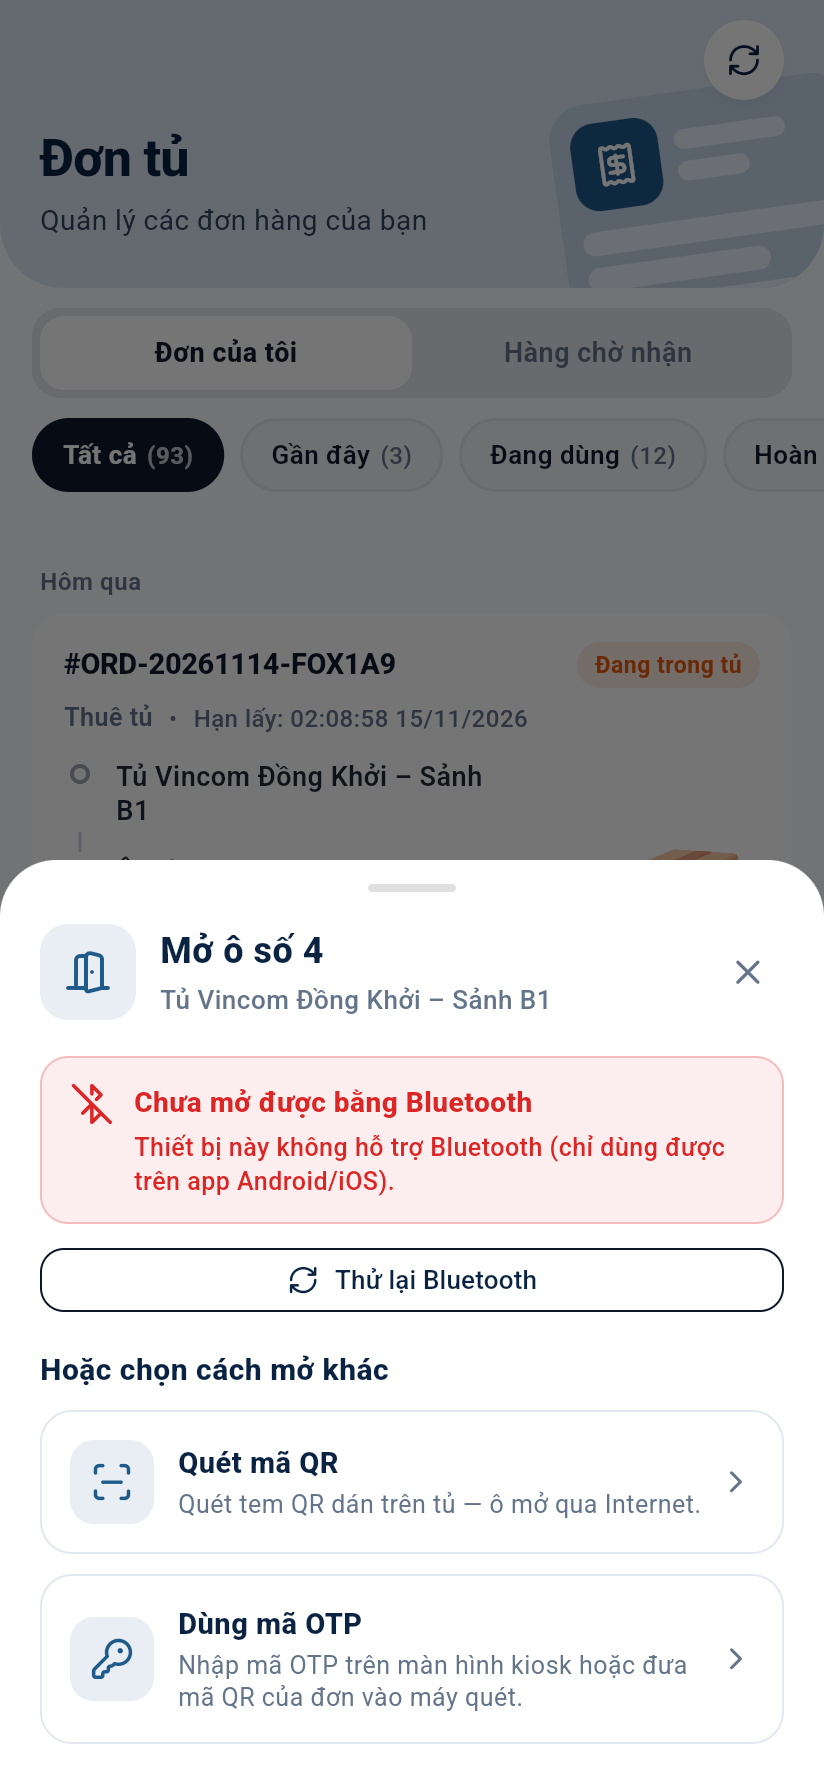 Đơn tủ
Quản lý các đơn hàng của bạn
Đơn của tôi
Hàng chờ nhận
Tất cả (93)
Gần đây (3)
Đang dùng (12)
Hoàn
Hôm qua
#ORD-20261114-FOX1A9
Đang trong tủ
Thuê tủ • Hạn lấy: 02:08:58 15/11/2026
Tủ Vincom Đồng Khởi – Sảnh
B1
Mở ô số 4
Tủ Vincom Đồng Khởi – Sảnh B1
Chưa mở được bằng Bluetooth
Thiết bị này không hỗ trợ Bluetooth (chỉ dùng được
trên app Android/iOS).
Thử lại Bluetooth
Hoặc chọn cách mở khác
Quét mã QR
Quét tem QR dán trên tủ — ô mở qua Internet.
Dùng mã OTP
Nhập mã OTP trên màn hình kiosk hoặc đưa
mã QR của đơn vào máy quét.